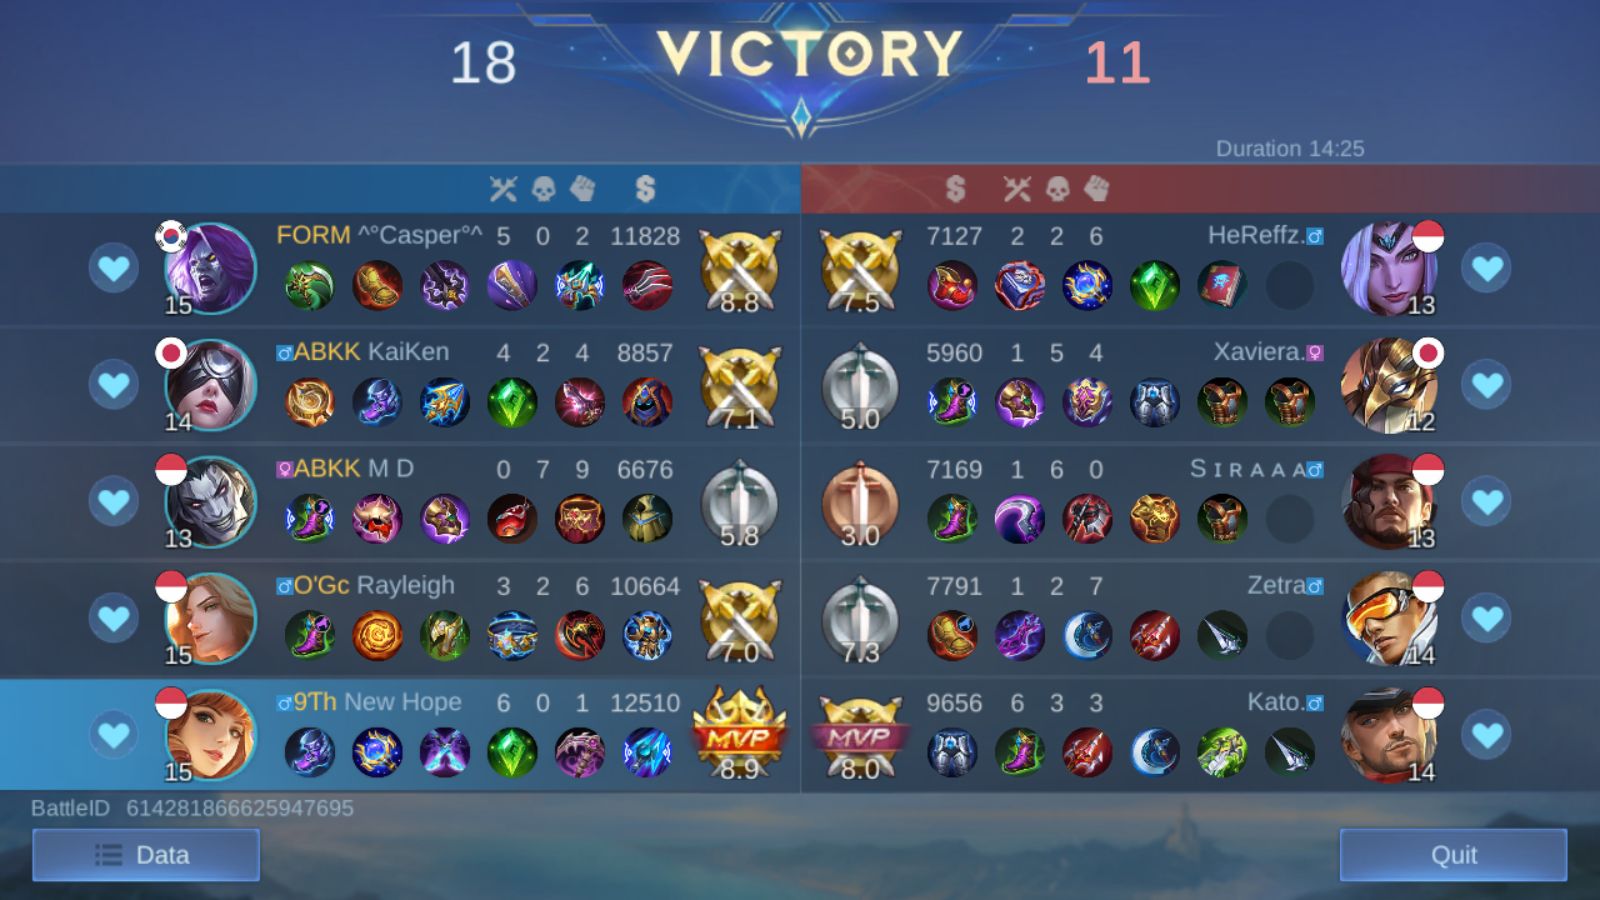 18 VICTORY 11
Duration 14:25
FORM ^°Casper°^ 5 0 2 11828
15 8.8
7127 2 2 6 HeReffz.
7.5 13
ABKK KaiKen 4 2 4 8857
14 7.1
5960 1 5 4 Xaviera.
5.0 12
ABKK M D 0 7 9 6676
13 5.8
7169 1 6 0 SIRAAA
3.0 13
O'Gc Rayleigh 3 2 6 10664
15 7.0
7791 1 2 7 Zetra
7.3 14
9Th New Hope 6 0 1 12510
15 MVP 8.9
9656 6 3 3 Kato.
MVP 8.0 14
BattleID 614281866625947695
Data
Quit